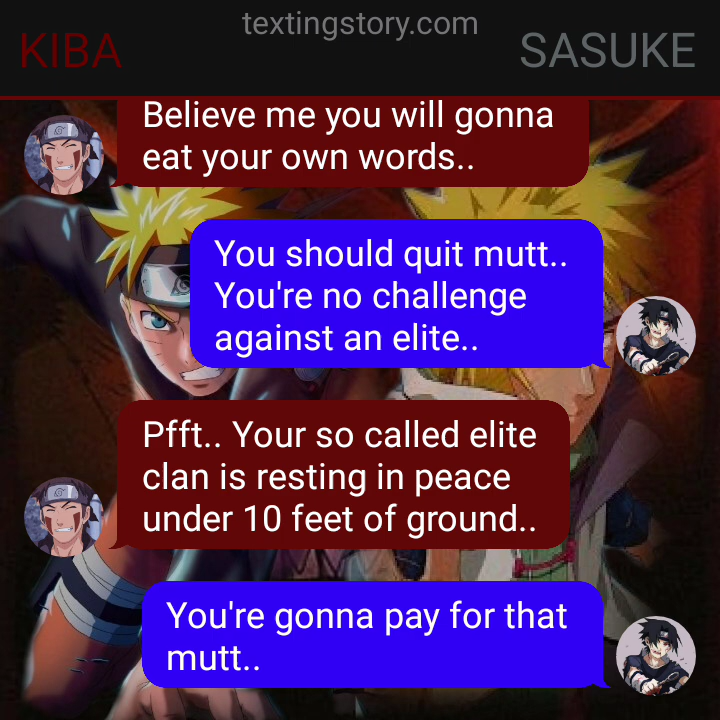 textingstory.com
KIBA
SASUKE
Believe me you will gonna
eat your own words..
You should quit mutt..
You're no challenge
against an elite..
Pfft.. Your so called elite
clan is resting in peace
under 10 feet of ground..
You're gonna pay for that
mutt..